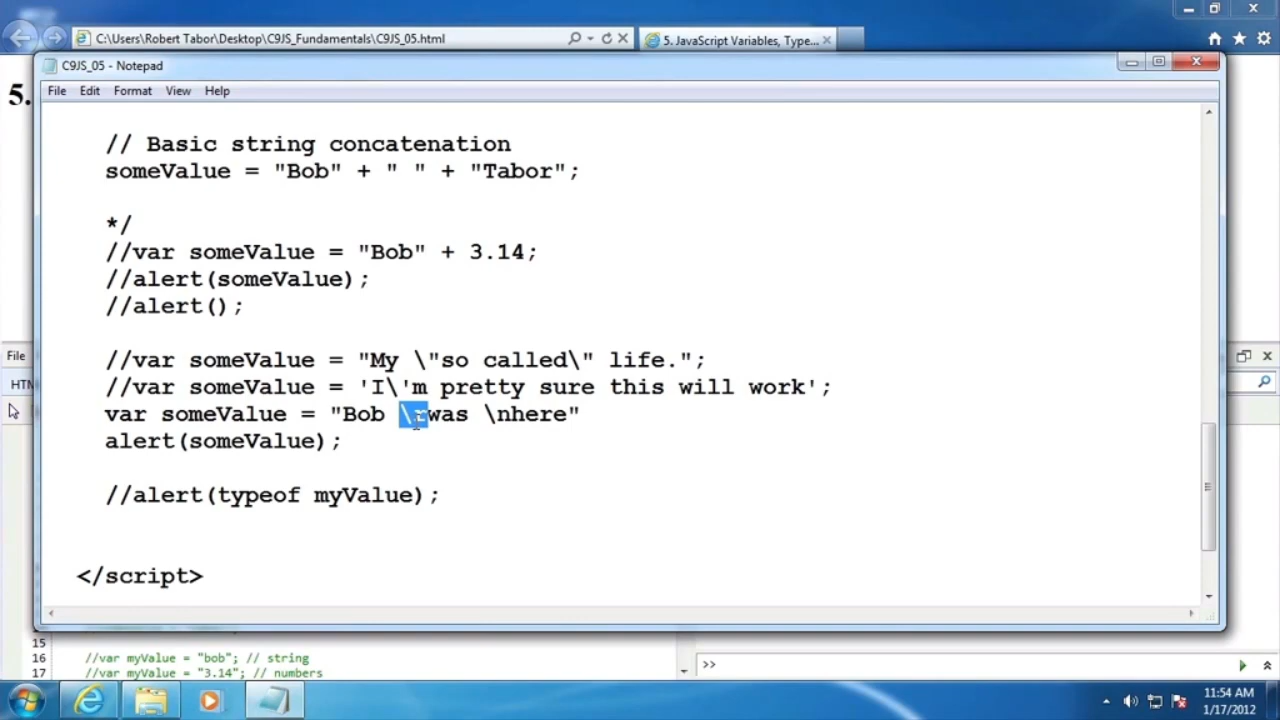 C:\Users\Robert Tabor\Desktop\C9JS_Fundamentals\C9JS_05.html
5. JavaScript Variables, Type...
C9JS_05 - Notepad
File Edit Format View Help
5.
// Basic string concatenation
someValue = "Bob" + " " + "Tabor";
*/
//var someValue = "Bob" + 3.14;
//alert(someValue);
//alert();
//var someValue = "My \"so called\" life.";
//var someValue = 'I\'m pretty sure this will work';
var someValue = "Bob \rwas \nhere"
alert(someValue);
//alert(typeof myValue);
</script>
File
15
16 //var myValue = "bob"; // string
17 //var myValue = "3.14"; // numbers
>>
11:54 AM
1/17/2012